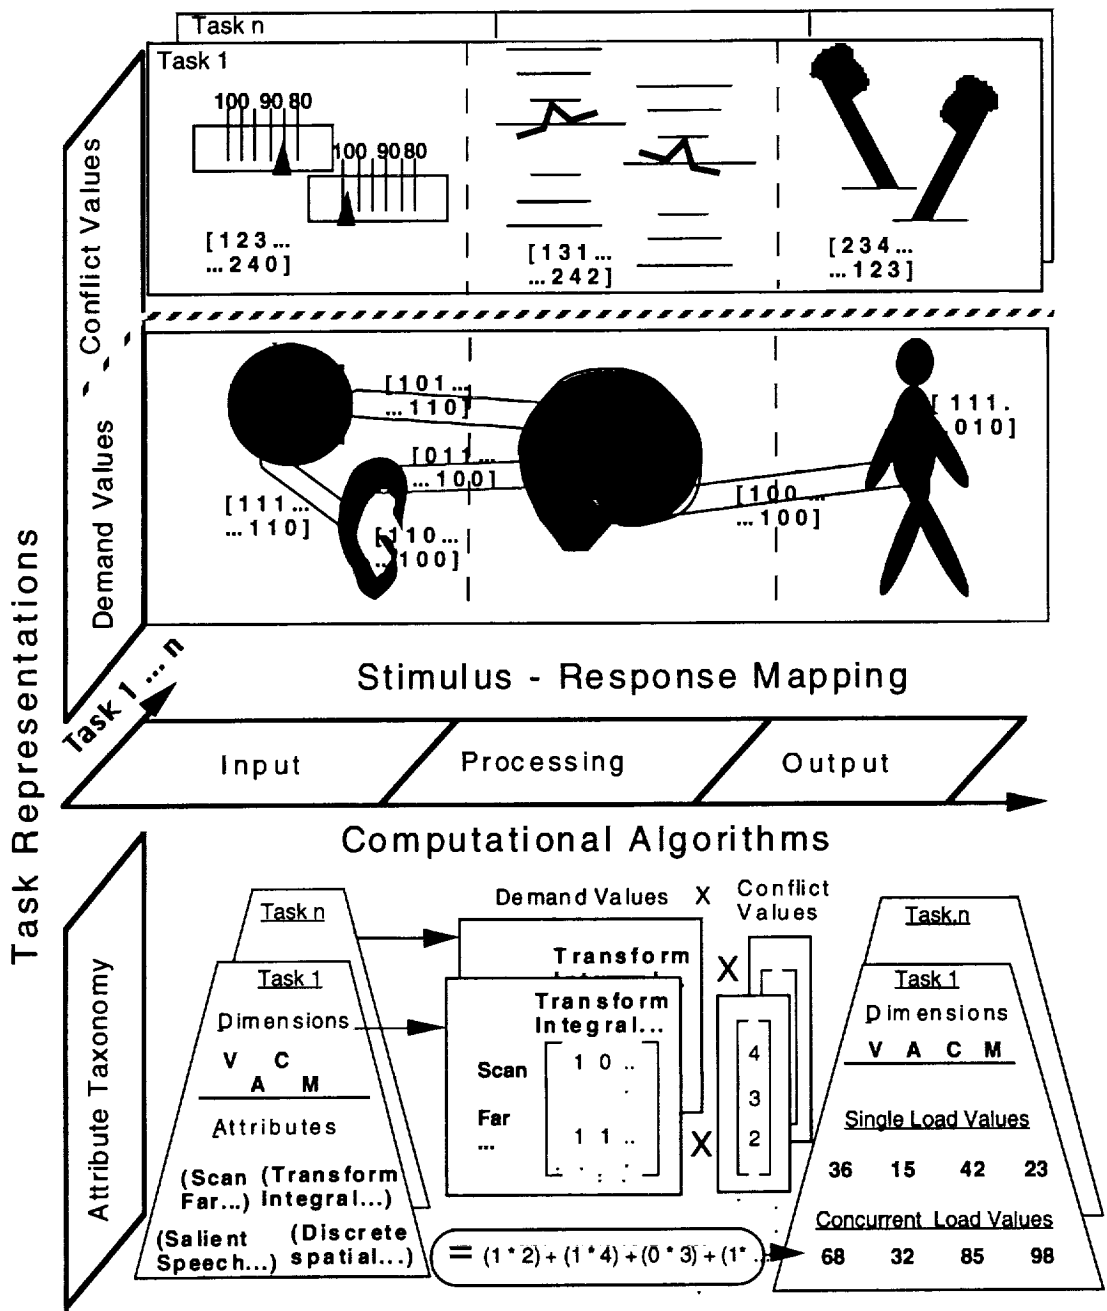 Task n
Task 1
100 90 80
100 90 80
[ 1 2 3 ...
... 2 4 0 ]
[ 1 3 1 ...
... 2 4 2 ]
[ 2 3 4 ...
... 1 2 3 ]
Conflict Values
Demand Values
[ 1 0 1 ...
... 1 1 0 ]
[ 0 1 1 ...
... 1 0 0 ]
[ 1 1 1 ...
... 1 1 0 ]
[ 1 1 0 ...
... 1 0 0 ]
[ 1 0 0 ...
... 1 0 0 ]
[ 1 1 1 .
. 0 1 0 ]
Task Representations
Task 1 ... n
Stimulus - Response Mapping
Input
Processing
Output
Computational Algorithms
Attribute Taxonomy
Task n
Task 1
Dimensions
V C
A M
Attributes
(Scan (Transform
Far...) Integral...)
(Salient (Discrete
Speech...) spatial...)
Demand Values X Conflict
Values
Transform
X
Transform
Integral...
Scan 1 0 ..
Far
... 1 1 ..
X
4
3
2
= (1 * 2) + (1 * 4) + (0 * 3) + (1* ...
Task.n
Task 1
Dimensions
V A C M
Single Load Values
36 15 42 23
Concurrent Load Values
68 32 85 98